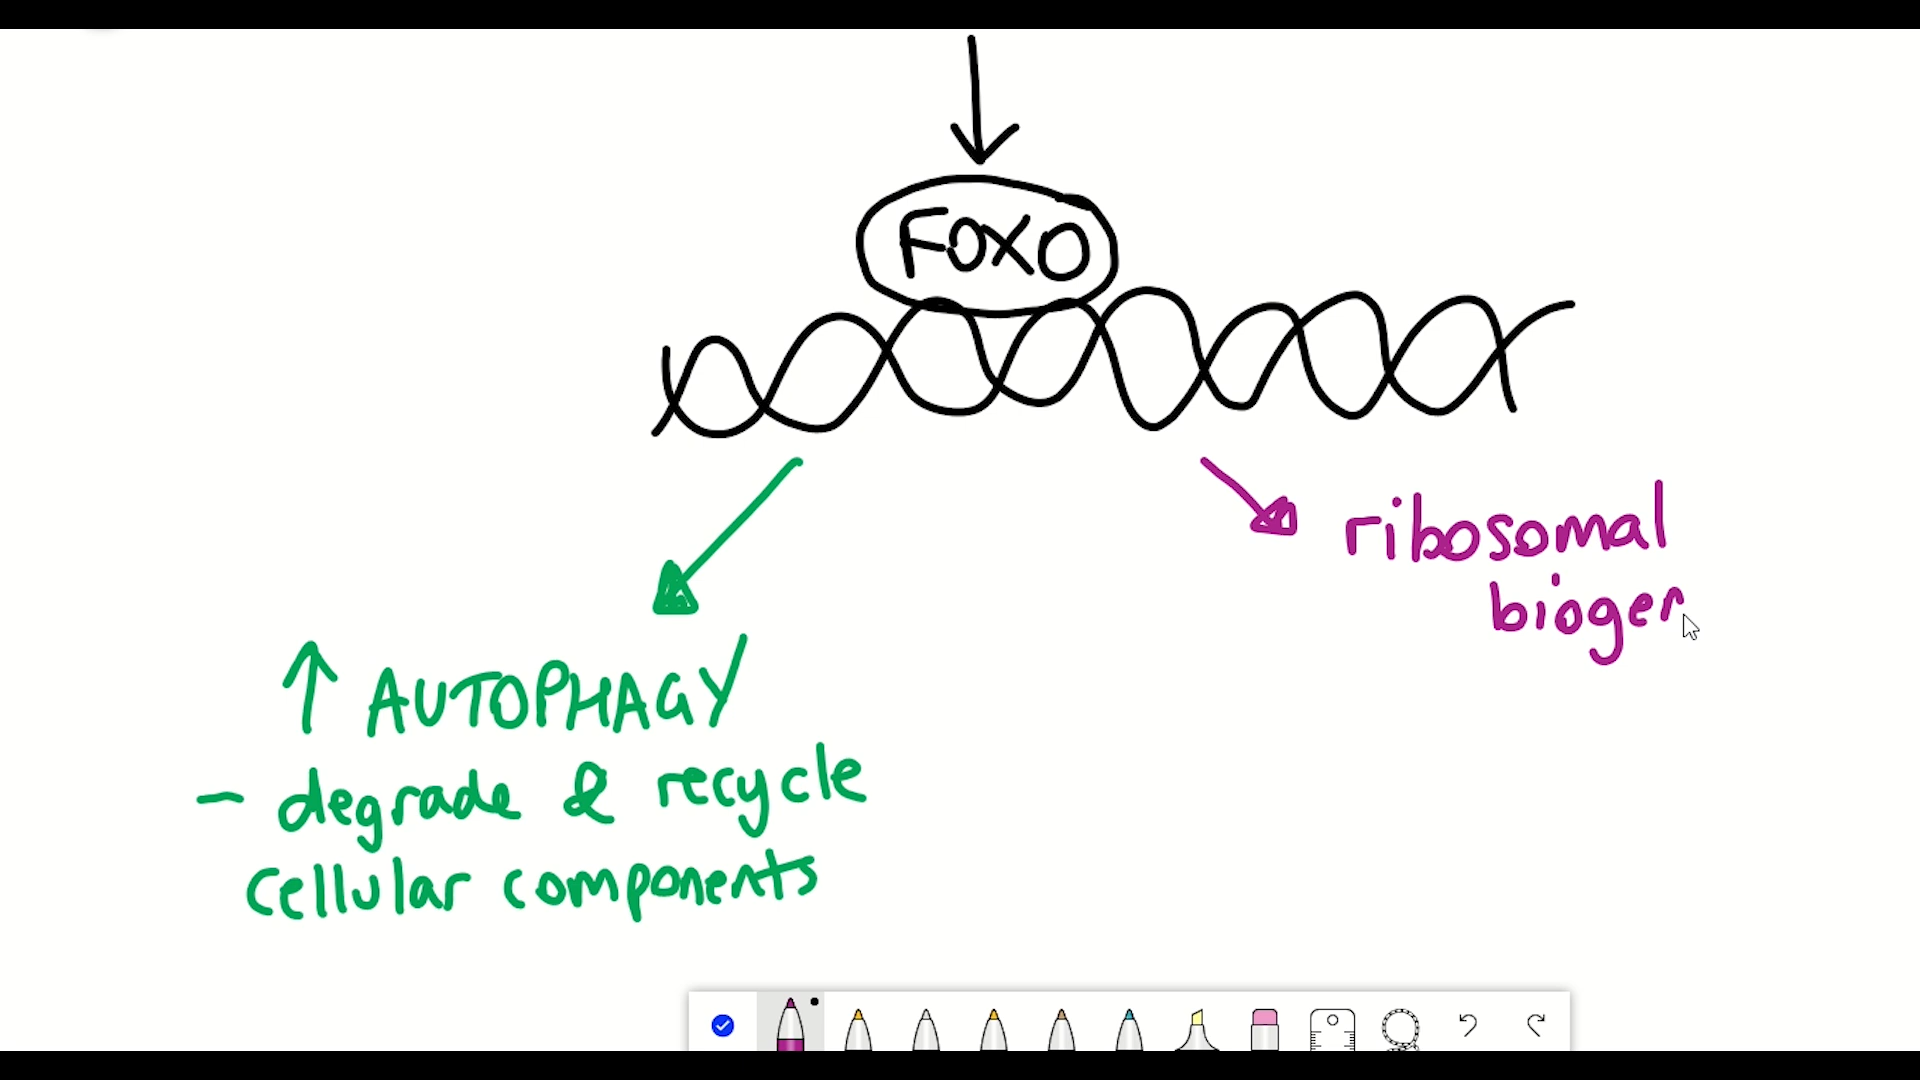 FOXO
ribosomal
biogen
↑ AUTOPHAGY
- degrade & recycle
cellular components